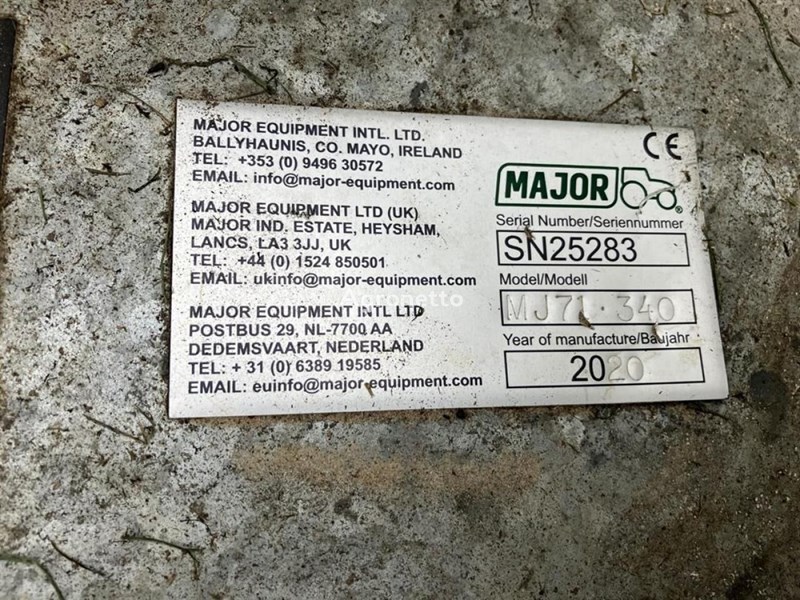 MAJOR EQUIPMENT INTL. LTD.
BALLYHAUNIS, CO. MAYO, IRELAND
TEL: +353 (0) 9496 30572
EMAIL: info@major-equipment.com
MAJOR EQUIPMENT LTD (UK)
MAJOR IND. ESTATE, HEYSHAM,
LANCS, LA3 3JJ, UK
TEL: +44 (0) 1524 850501
EMAIL: ukinfo@major-equipment.com
MAJOR EQUIPMENT INTL LTD
POSTBUS 29, NL-7700 AA
DEDEMSVAART, NEDERLAND
TEL: + 31 (0) 6389 19585
EMAIL: euinfo@major-equipment.com
CE
MAJOR ®
Serial Number/Seriennummer
SN25283
Model/Modell
MJ71·340
Year of manufacture/Baujahr
2020
Agronetto